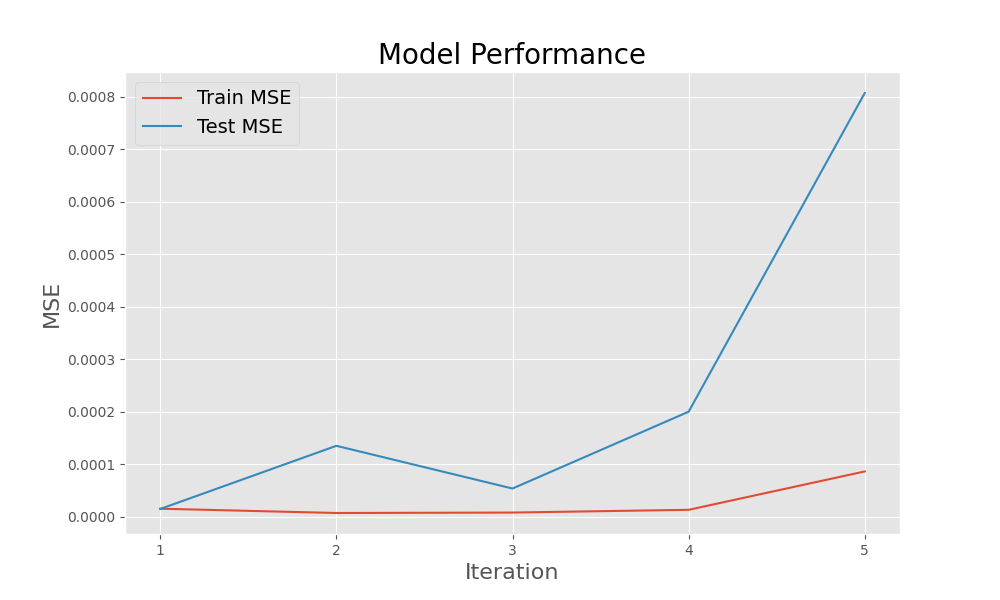 Model Performance
Train MSE
Test MSE
0.0008
0.0007
0.0006
0.0005
0.0004
0.0003
0.0002
0.0001
0.0000
MSE
1 2 3 4 5
Iteration